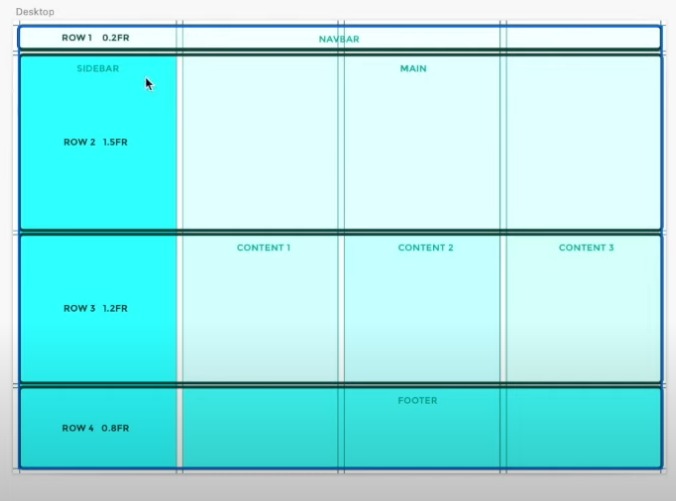 Desktop
ROW 1 0.2FR
NAVBAR
SIDEBAR
MAIN
ROW 2 1.5FR
CONTENT 1
CONTENT 2
CONTENT 3
ROW 3 1.2FR
FOOTER
ROW 4 0.8FR